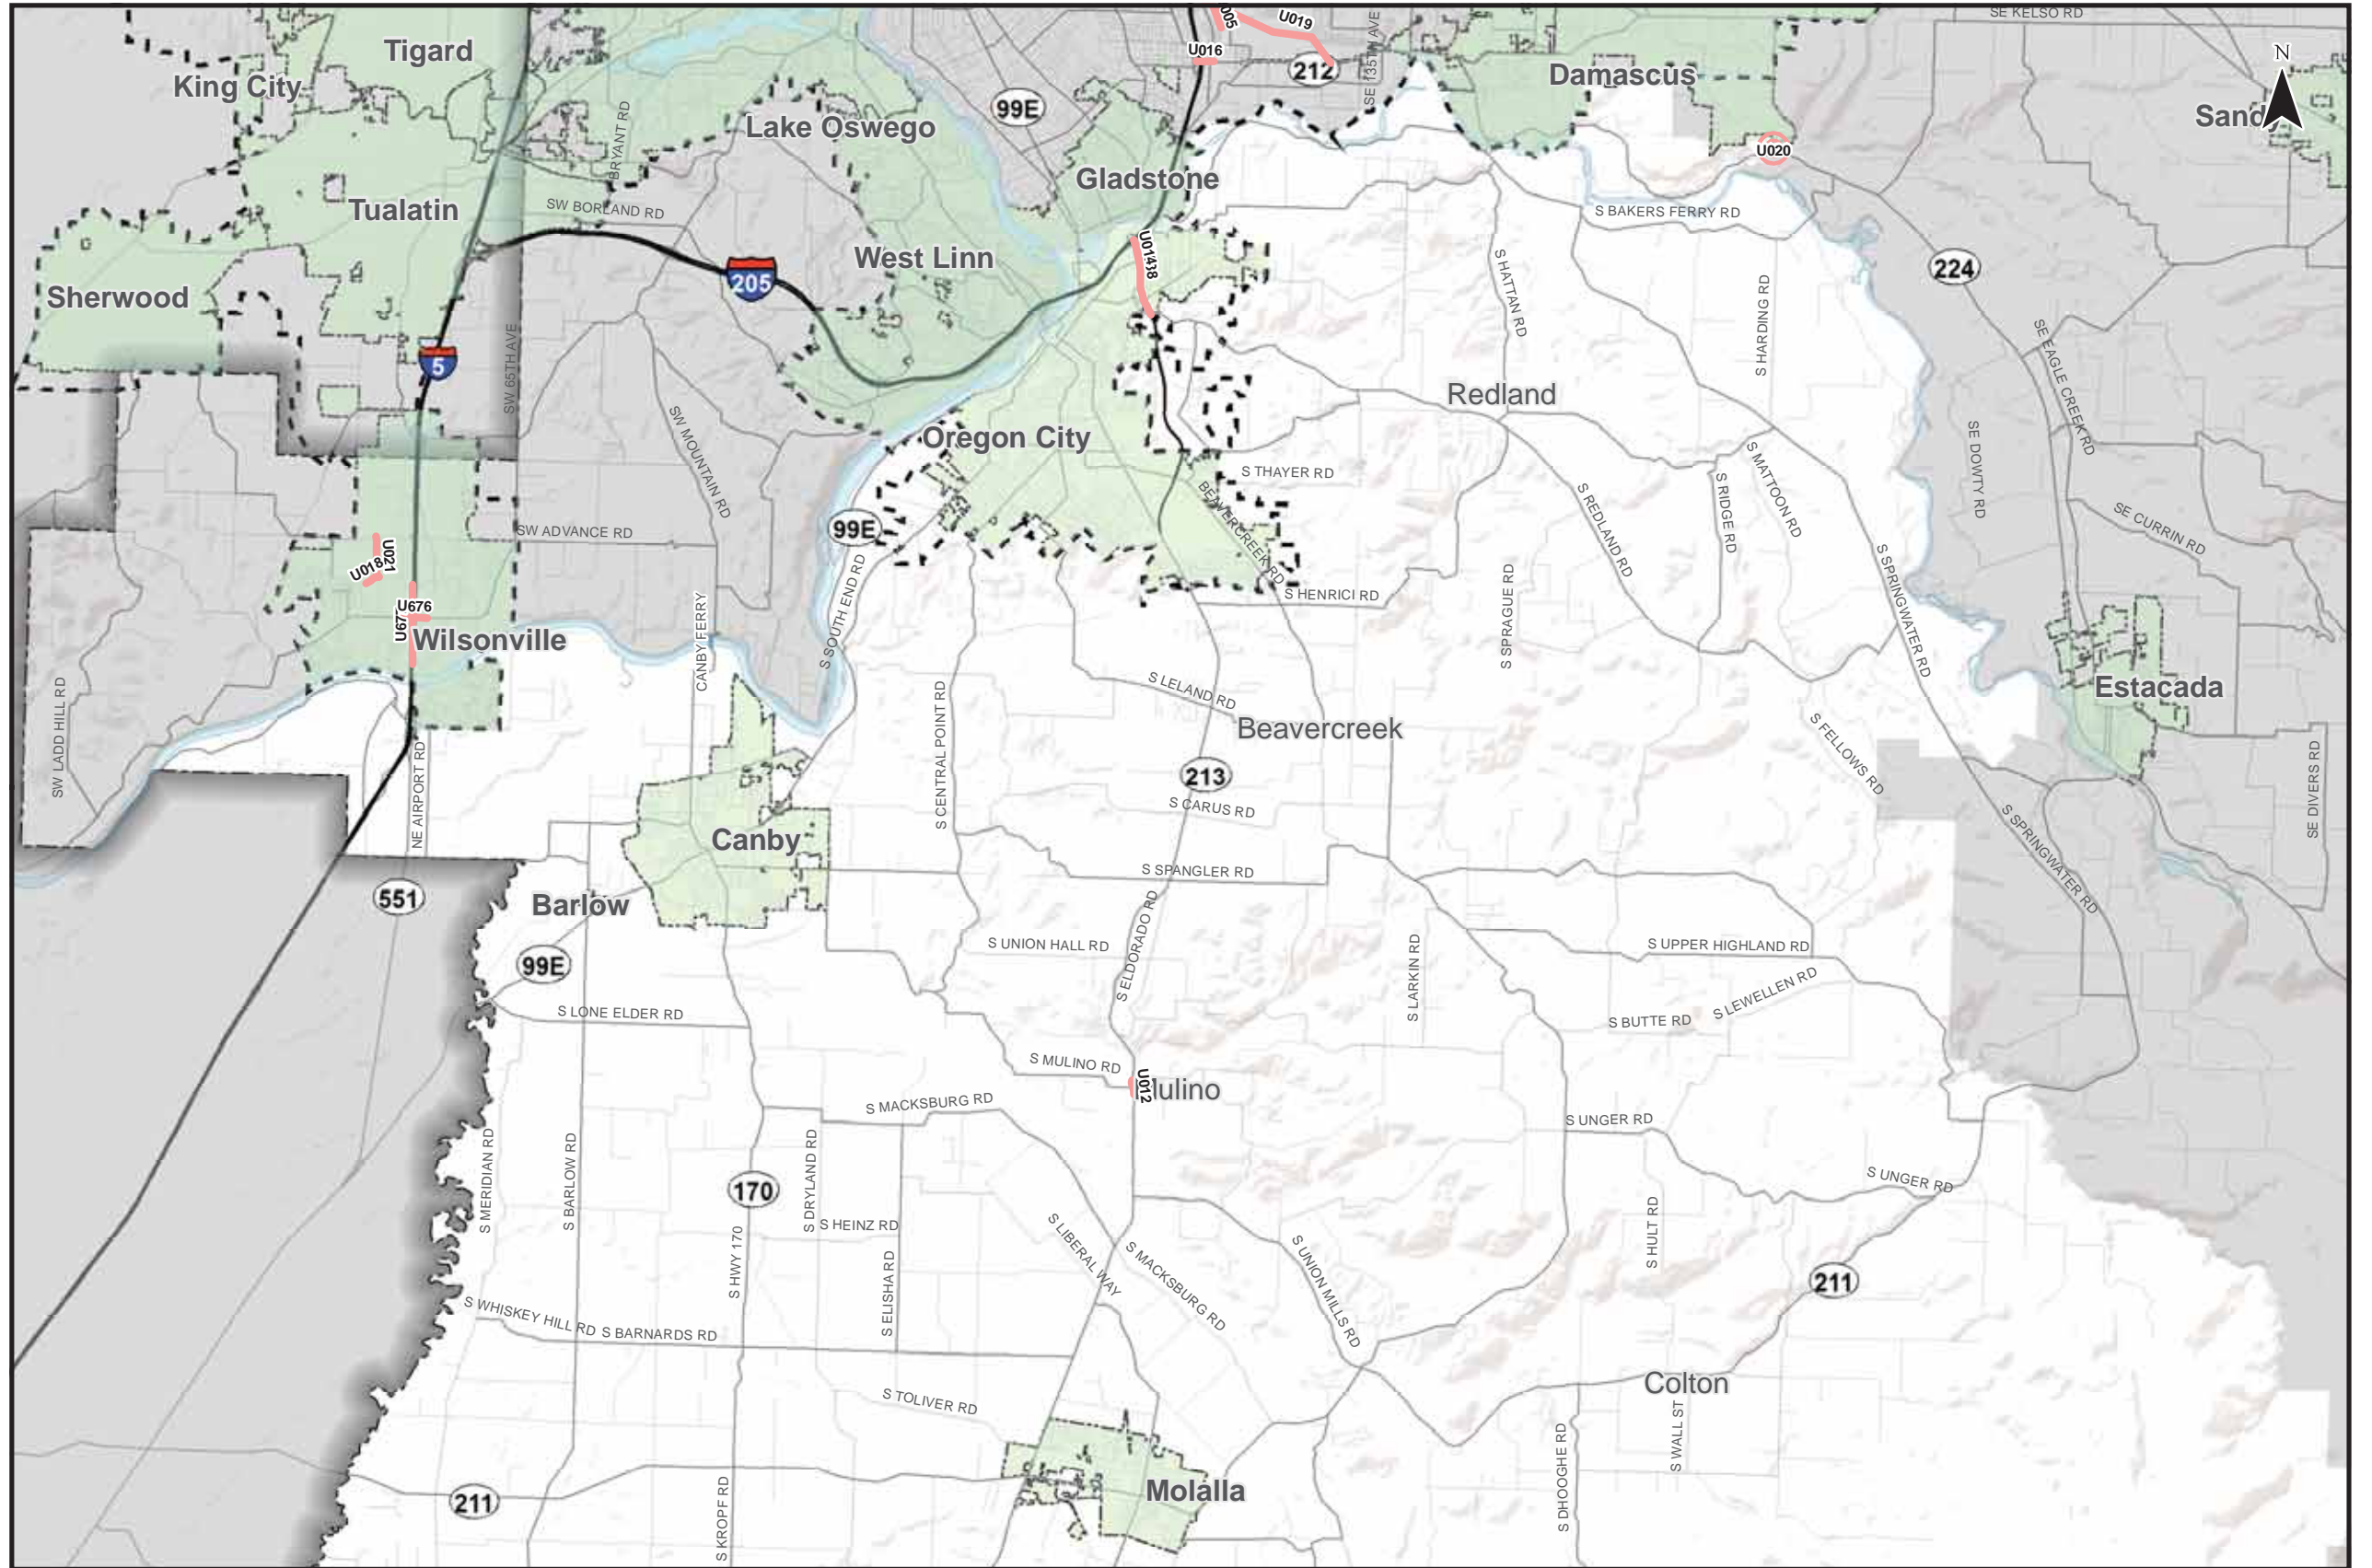 SE KELSO RD
U019
005
Tigard
U016
N
212
SE 135TH AVE
Damascus
King City
99E
Sandy
Lake Oswego
BRYANT RD
U020
Gladstone
Tualatin
SW BORLAND RD
S BAKERS FERRY RD
West Linn
U01438
224
205
Sherwood
S HATTAN RD
S HARDING RD
5
SW 65TH AVE
SE EAGLE CREEK RD
Redland
SW MOUNTAIN RD
Oregon City
S THAYER RD
SE DOWTY RD
S MATTOON RD
S RIDGE RD
S REDLAND RD
BEAVERCREEK RD
99E
SW ADVANCE RD
SE CURRIN RD
U021
U018
S HENRICI RD
S SPRINGWATER RD
S SOUTH END RD
S SPRAGUE RD
U676
U67
Wilsonville
CANBY FERRY
Estacada
SW LADD HILL RD
S LELAND RD
Beavercreek
S CENTRAL POINT RD
S FELLOWS RD
213
NE AIRPORT RD
S CARUS RD
SE DIVERS RD
Canby
S SPRINGWATER RD
S SPANGLER RD
551
Barlow
S ELDORADO RD
S UNION HALL RD
S UPPER HIGHLAND RD
99E
S LARKIN RD
S LEWELLEN RD
S LONE ELDER RD
S BUTTE RD
S MULINO RD
U012
Mulino
S MACKSBURG RD
S UNGER RD
S MERIDIAN RD
S BARLOW RD
S DRYLAND RD
170
S UNGER RD
S HEINZ RD
S HULT RD
S LIBERAL WAY
S MACKSBURG RD
S HWY 170
S ELISHA RD
S UNION MILLS RD
211
S WHISKEY HILL RD
S BARNARDS RD
Colton
S TOLIVER RD
S WALL ST
S DHOOGHE RD
Molalla
211
S KROPF RD